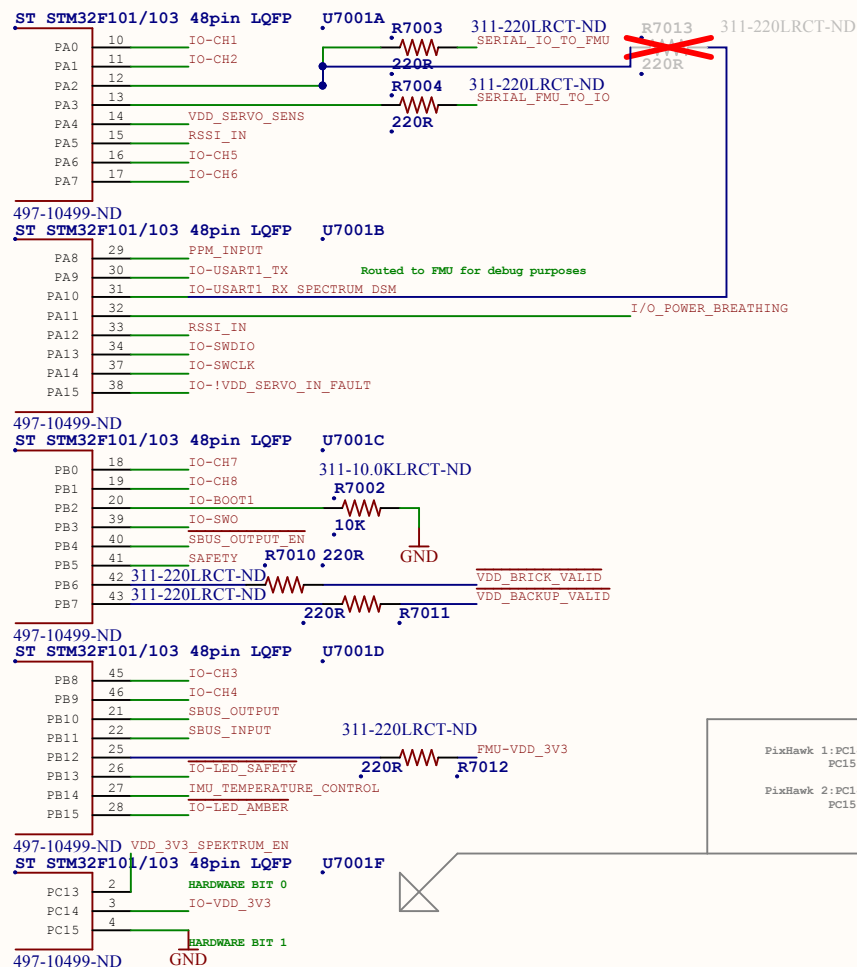 ST STM32F101/103 48pin LQFP U7001A
R7003 311-220LRCT-ND R7013 311-220LRCT-ND
PA0 10 IO-CH1 SERIAL_IO_TO_FMU
PA1 11 IO-CH2 220R 220R
PA2 12 R7004 311-220LRCT-ND
PA3 13 SERIAL_FMU_TO_IO
PA4 14 VDD_SERVO_SENS 220R
PA5 15 RSSI_IN
PA6 16 IO-CH5
PA7 17 IO-CH6
497-10499-ND
ST STM32F101/103 48pin LQFP U7001B
PA8 29 PPM_INPUT
PA9 30 IO-USART1_TX Routed to FMU for debug purposes
PA10 31 IO-USART1_RX_SPECTRUM_DSM
PA11 32 I/O_POWER_BREATHING
PA12 33 RSSI_IN
PA13 34 IO-SWDIO
PA14 37 IO-SWCLK
PA15 38 IO-!VDD_SERVO_IN_FAULT
497-10499-ND
ST STM32F101/103 48pin LQFP U7001C
PB0 18 IO-CH7 311-10.0KLRCT-ND
PB1 19 IO-CH8 R7002
PB2 20 IO-BOOT1
PB3 39 IO-SWO 10K
PB4 40 SBUS_OUTPUT_EN GND
PB5 41 SAFETY R7010 220R
PB6 42 311-220LRCT-ND VDD_BRICK_VALID
PB7 43 311-220LRCT-ND VDD_BACKUP_VALID
220R R7011
497-10499-ND
ST STM32F101/103 48pin LQFP U7001D
PB8 45 IO-CH3
PB9 46 IO-CH4
PB10 21 SBUS_OUTPUT
PB11 22 SBUS_INPUT 311-220LRCT-ND
PB12 25 FMU-VDD_3V3
PB13 26 IO-LED_SAFETY 220R R7012
PB14 27 IMU_TEMPERATURE_CONTROL
PB15 28 IO-LED_AMBER
PixHawk 1:PC1
PC15
PixHawk 2:PC1
PC15
497-10499-ND VDD_3V3_SPEKTRUM_EN
ST STM32F101/103 48pin LQFP U7001F
PC13 2 HARDWARE BIT 0
PC14 3 IO-VDD_3V3
PC15 4
HARDWARE BIT 1
497-10499-ND GND